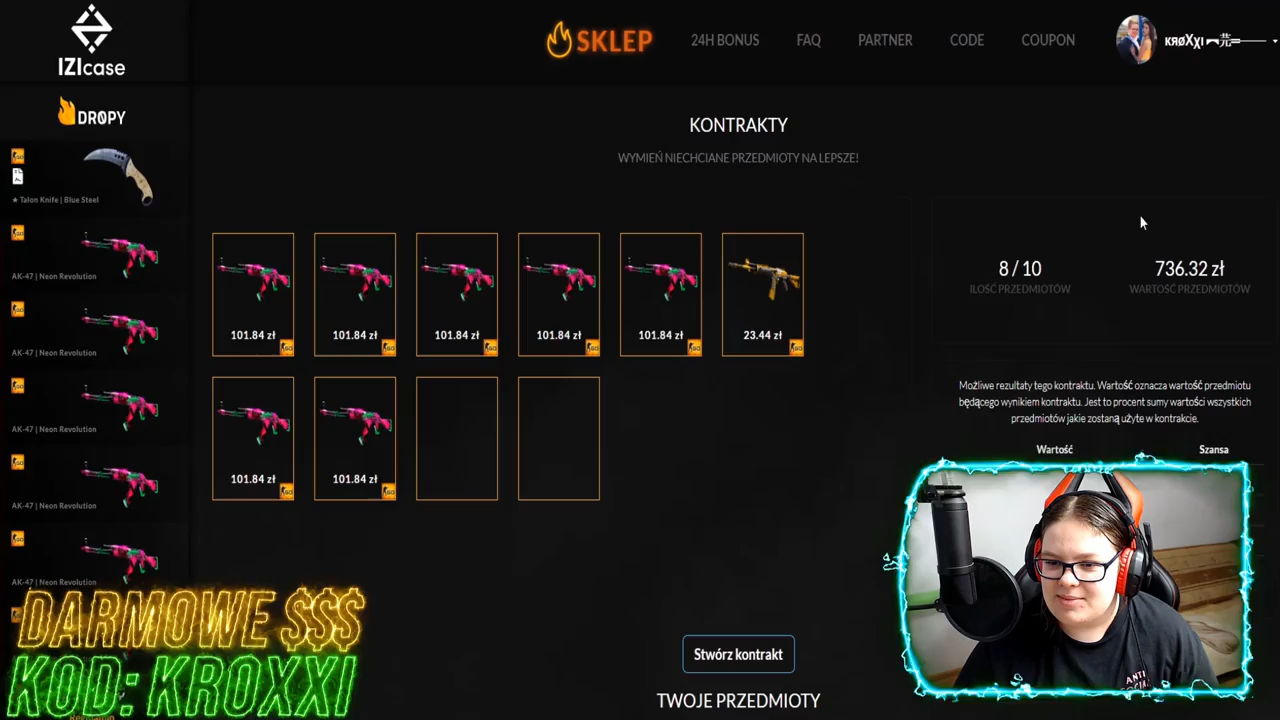 IZIcase
SKLEP
24H BONUS
FAQ
PARTNER
CODE
COUPON
DROPY
★ Talon Knife | Blue Steel
AK-47 | Neon Revolution
AK-47 | Neon Revolution
AK-47 | Neon Revolution
AK-47 | Neon Revolution
AK-47 | Neon Revolution
KONTRAKTY
WYMIEŃ NIECHCIANE PRZEDMIOTY NA LEPSZE!
101.84 zł
101.84 zł
101.84 zł
101.84 zł
101.84 zł
23.44 zł
101.84 zł
101.84 zł
8 / 10
ILOŚĆ PRZEDMIOTÓW
736.32 zł
WARTOŚĆ PRZEDMIOTÓW
Możliwe rezultaty tego kontraktu. Wartość oznacza wartość przedmiotu
będącego wynikiem kontraktu. Jest to procent sumy wartości wszystkich
przedmiotów jakie zostaną użyte w kontrakcie.
Wartość
Szansa
Stwórz kontrakt
TWOJE PRZEDMIOTY
DARMOWE $$$
KOD: KROXXI
ANTI